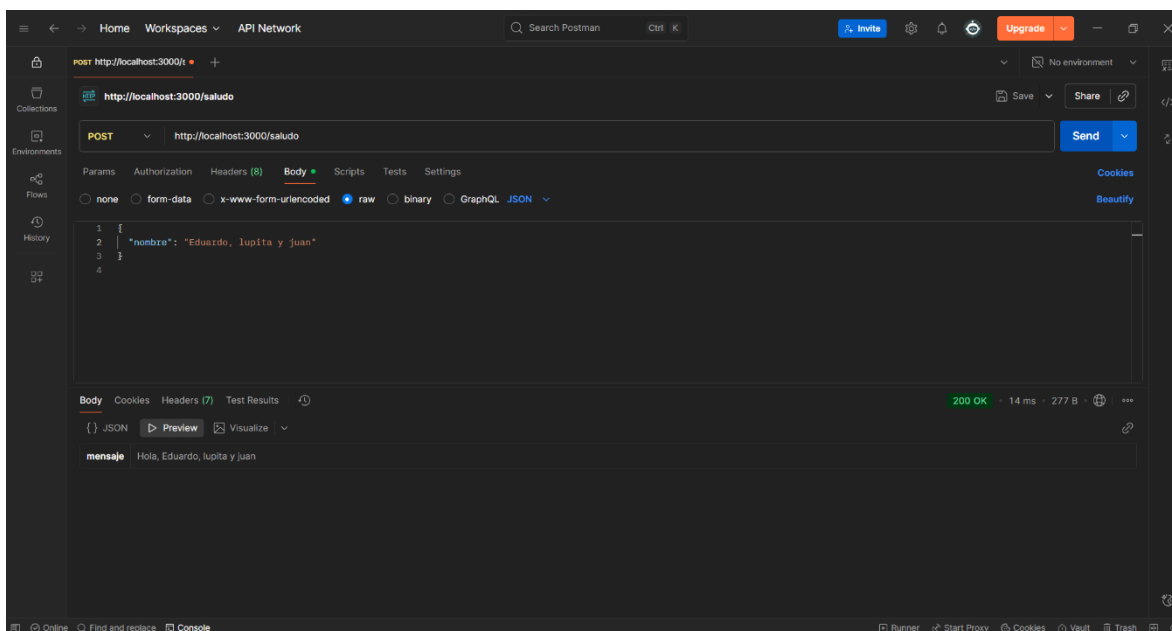 Home Workspaces API Network Search Postman Ctrl K Invite Upgrade
POST http://localhost:3000/s No environment
Collections
HTTP http://localhost:3000/saludo Save Share
Environments
POST http://localhost:3000/saludo Send
Flows
Params Authorization Headers (8) Body Scripts Tests Settings Cookies
History
none form-data x-www-form-urlencoded raw binary GraphQL JSON Beautify
1 {
2 "nombre": "Eduardo, lupita y juan"
3 }
4
Body Cookies Headers (7) Test Results 200 OK 14 ms 277 B
{} JSON Preview Visualize
mensaje Hola, Eduardo, lupita y juan
Online Find and replace Console Runner Start Proxy Cookies Vault Trash